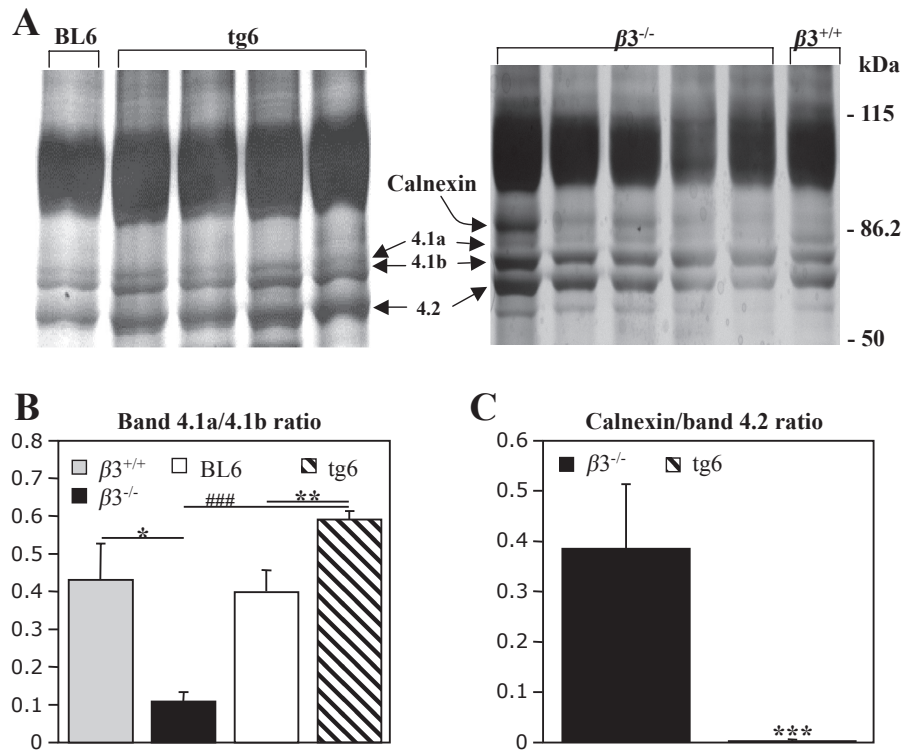 A
BL6
tg6
β3-/-
β3+/+
kDa
- 115
Calnexin
- 86.2
4.1a
4.1b
4.2
- 50
B
Band 4.1a/4.1b ratio
0.8
0.7
0.6
0.5
0.4
0.3
0.2
0.1
0
β3+/+
BL6
tg6
β3-/-
###
**
*
C
Calnexin/band 4.2 ratio
0.6
0.5
0.4
0.3
0.2
0.1
0
β3-/-
tg6
***